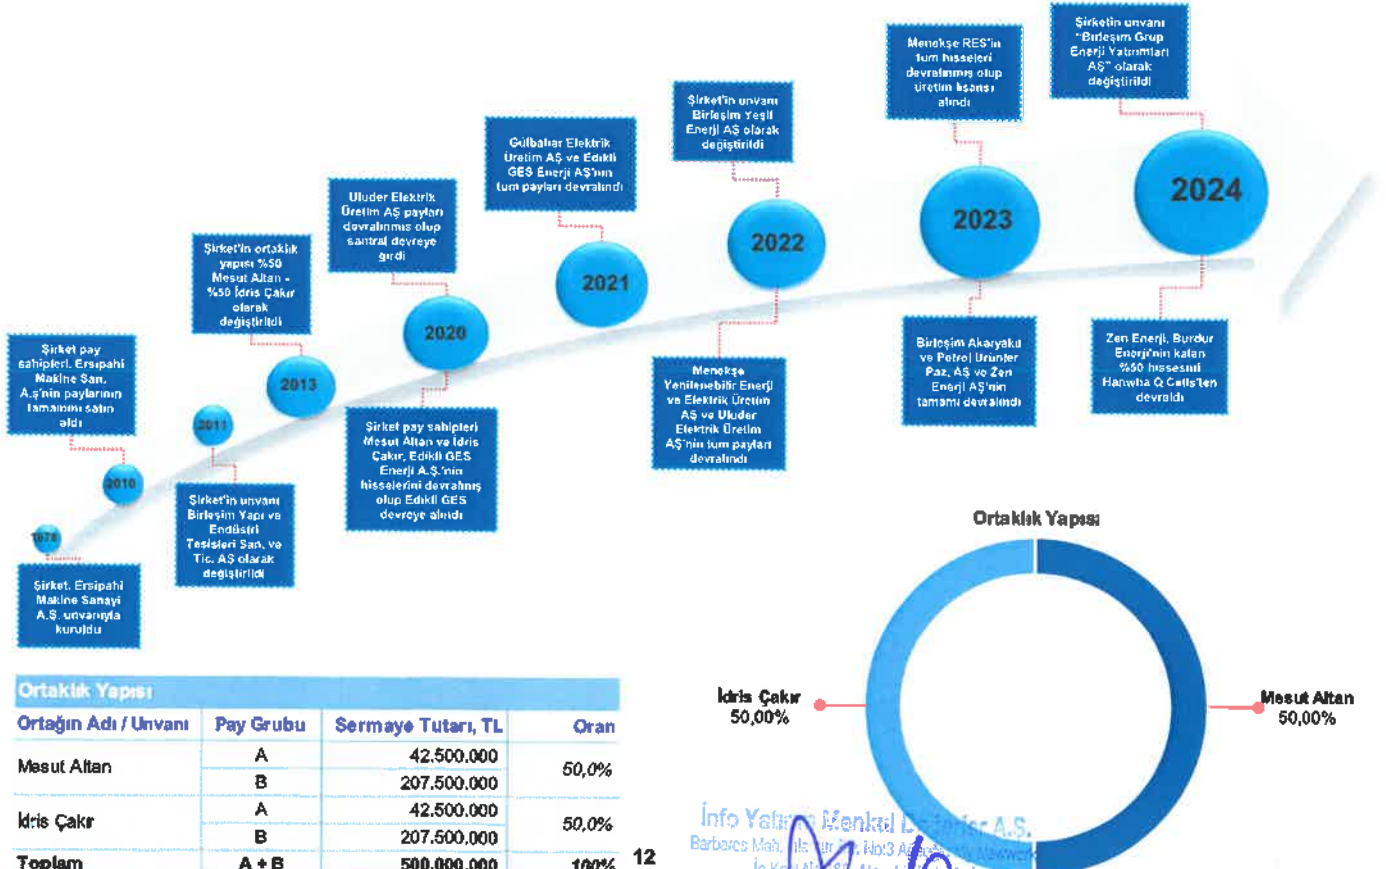 Şirketin unvanı
"Birleşim Grup
Enerji Yatırımları
AŞ" olarak
değiştirildi
Menekşe RES'in
tüm hisseleri
devralınmış olup
üretim lisansı
alındı
Şirket'in unvanı
Birleşim Yeşil
Enerji AŞ olarak
değiştirildi
Gülbahar Elektrik
Üretim AŞ ve Edikli
GES Enerji AŞ'nin
tüm payları devralındı
Uluder Elektrik
Üretim AŞ payları
devralınmış olup
santral devreye
girdi
Şirket'in ortaklık
yapısı %50
Mesut Altan -
%50 İdris Çakır
olarak
değiştirildi
Şirket pay
sahipleri, Ersipahi
Makine San.
A.ş'nin paylarının
tamamını satın
aldı
2024
2023
2022
2021
2020
2013
2011
2010
Şirket, Ersipahi
Makine Sanayi
A.Ş. unvanıyla
kuruldu
Şirket'in unvanı
Birleşim Yapı ve
Endüstri
Tesisleri San. ve
Tic. AŞ olarak
değiştirildi
Şirket pay sahipleri
Mesut Altan ve İdris
Çakır, Edikli GES
Enerji A.Ş.'nin
hisselerini devralmış
olup Edikli GES
devreye alındı
Menekşe
Yenilenebilir Enerji
ve Elektrik Üretim
AŞ ve Uluder
Elektrik Üretim
AŞ'nin tüm payları
devralındı
Birleşim Akaryakıt
ve Petrol Ürünler
Paz. AŞ ve Zen
Enerji AŞ'nin
tamamı devralındı
Zen Enerji, Burdur
Enerji'nin kalan
%50 hissesini
Hanwha Q Cells'ten
devraldı
Ortaklık Yapısı
Ortağın Adı / Unvanı Pay Grubu Sermaye Tutarı, TL Oran
Mesut Altan A 42.500.000 50,0%
B 207.500.000
İdris Çakır A 42.500.000 50,0%
B 207.500.000
Toplam A + B 500.000.000 100%
12
Ortaklık Yapısı
İdris Çakır
50,00%
Mesut Altan
50,00%
İnfo Yatırım Menkul Değerler A.Ş.
Barbaros Mah.
No:3